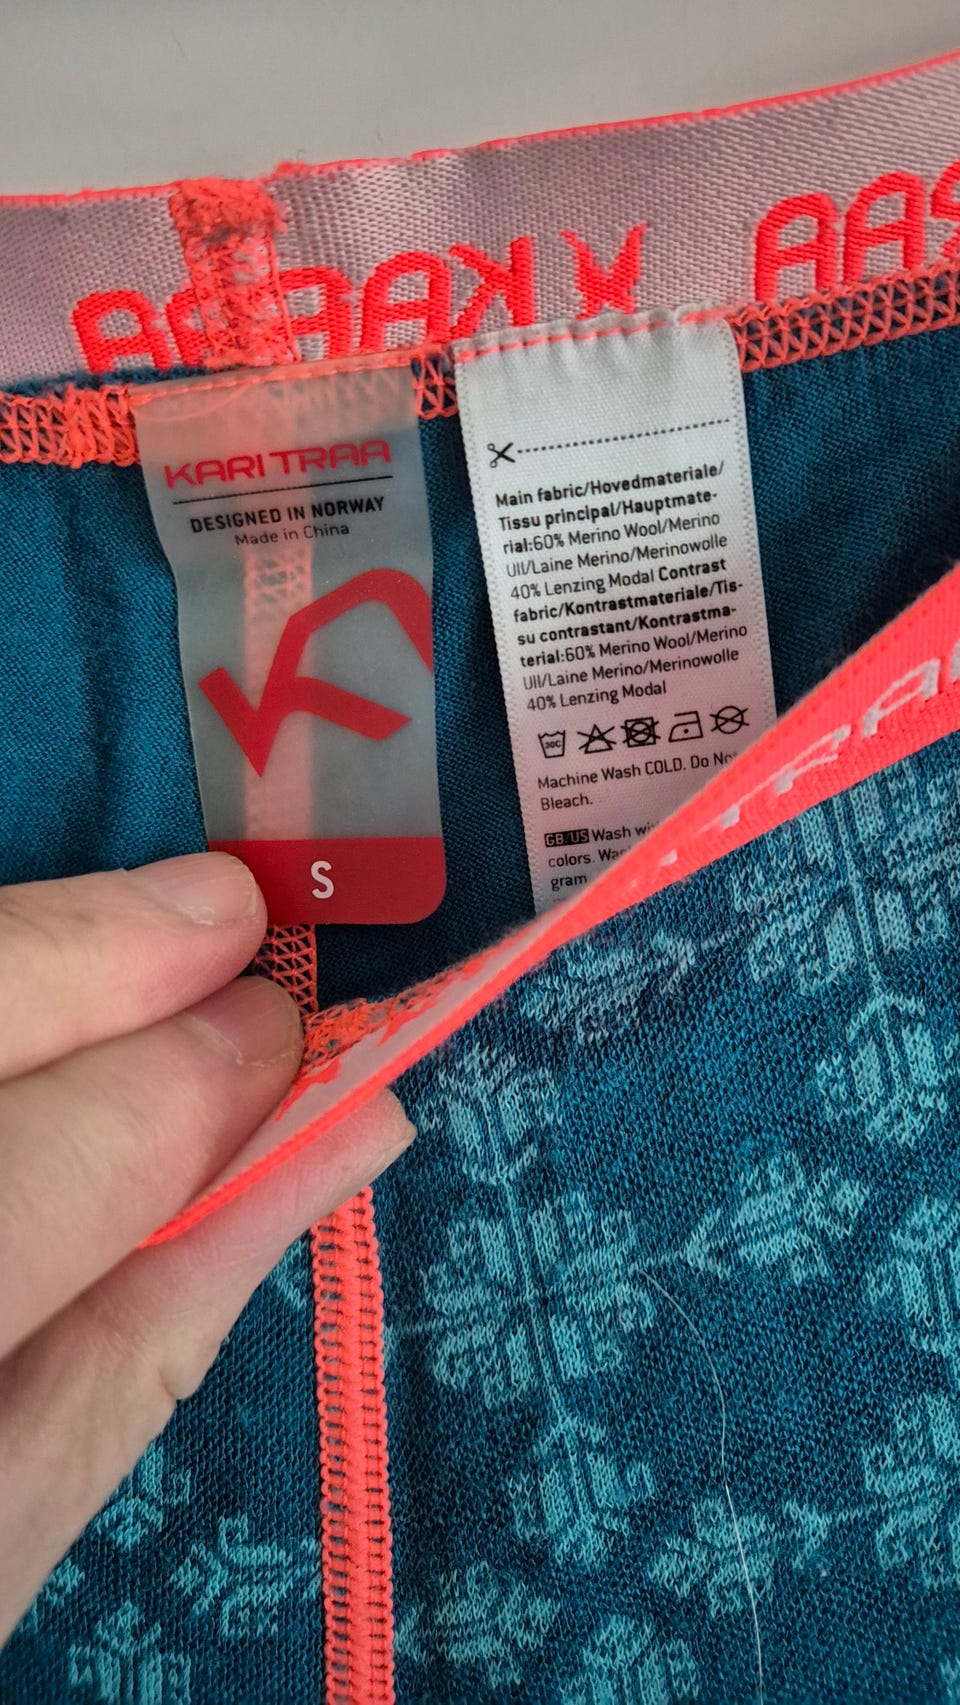 KARI TRAA
DESIGNED IN NORWAY
Made in China
S
Main fabric/Hovedmateriale/
Tissu principal/Hauptmate-
rial:60% Merino Wool/Merino
Ull/Laine Merino/Merinowolle
40% Lenzing Modal Contrast
fabric/Kontrastmateriale/Tis-
su contrastant/Kontrastma-
terial:60% Merino Wool/Merino
Ull/Laine Merino/Merinowolle
40% Lenzing Modal
30C
Machine Wash COLD. Do
Bleach.
GB/US Wash
colors.
gram